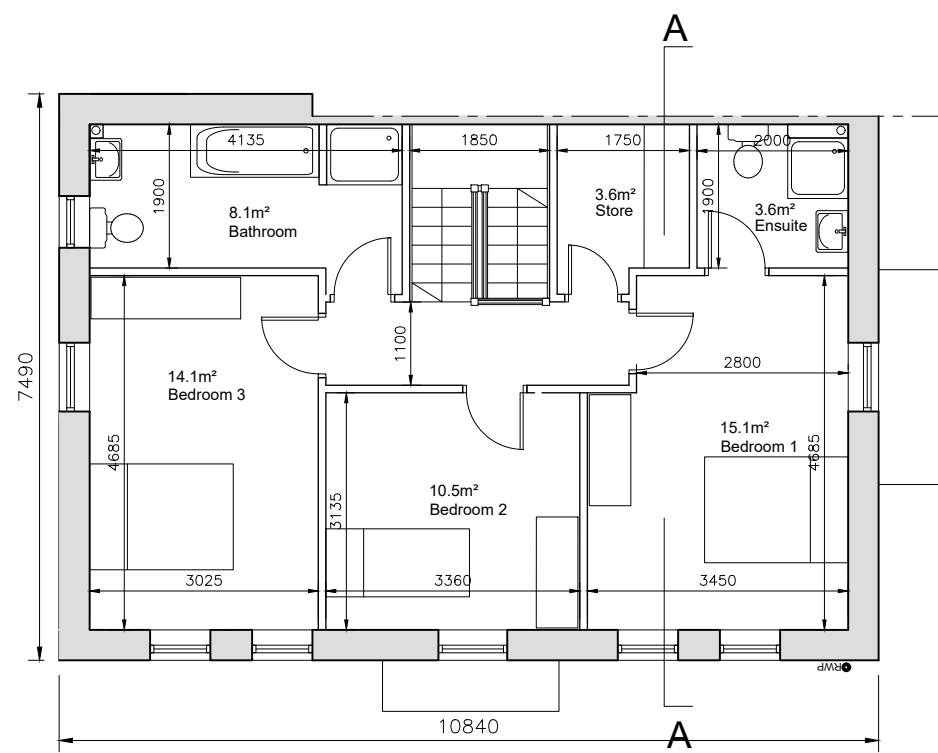 A
4135
1850
1750
2000
1900
8.1m²
Bathroom
3.6m²
Store
1900
3.6m²
Ensuite
7490
1100
2800
14.1m²
Bedroom 3
4685
15.1m²
Bedroom 1
4685
3135
10.5m²
Bedroom 2
3025
3360
3450
RWP
10840
A